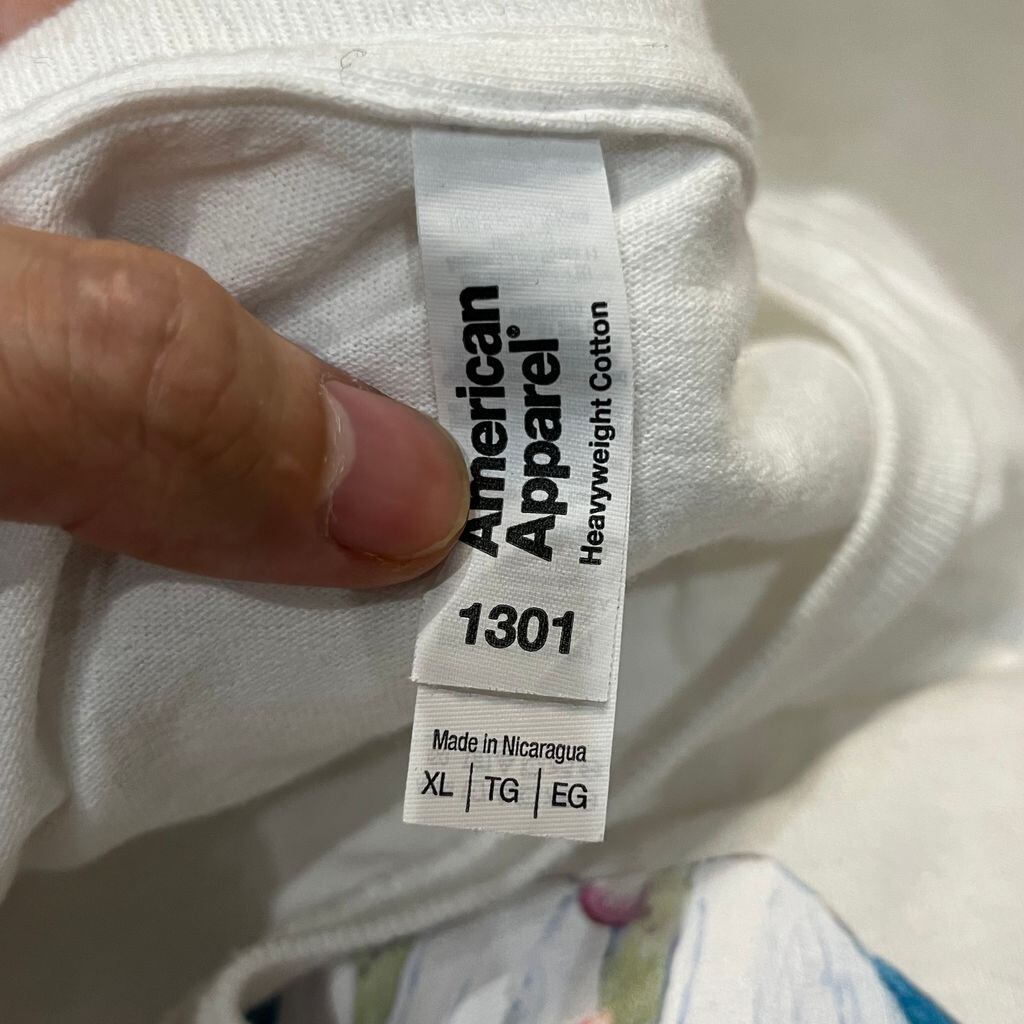 American
Apparel®
Heavyweight Cotton
1301
Made in Nicaragua
XL | TG | EG